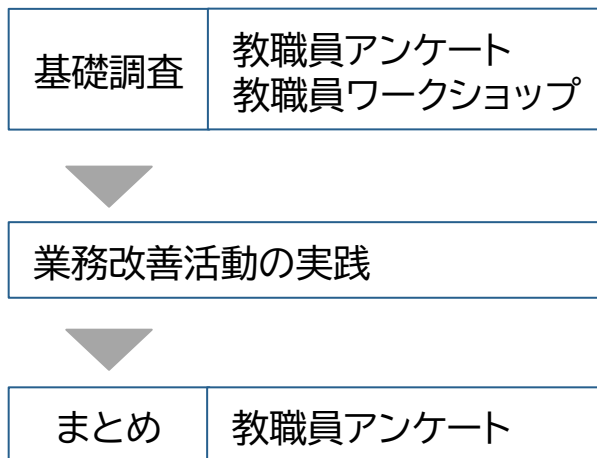 基礎調査
教職員アンケート
教職員ワークショップ
業務改善活動の実践
まとめ
教職員アンケート